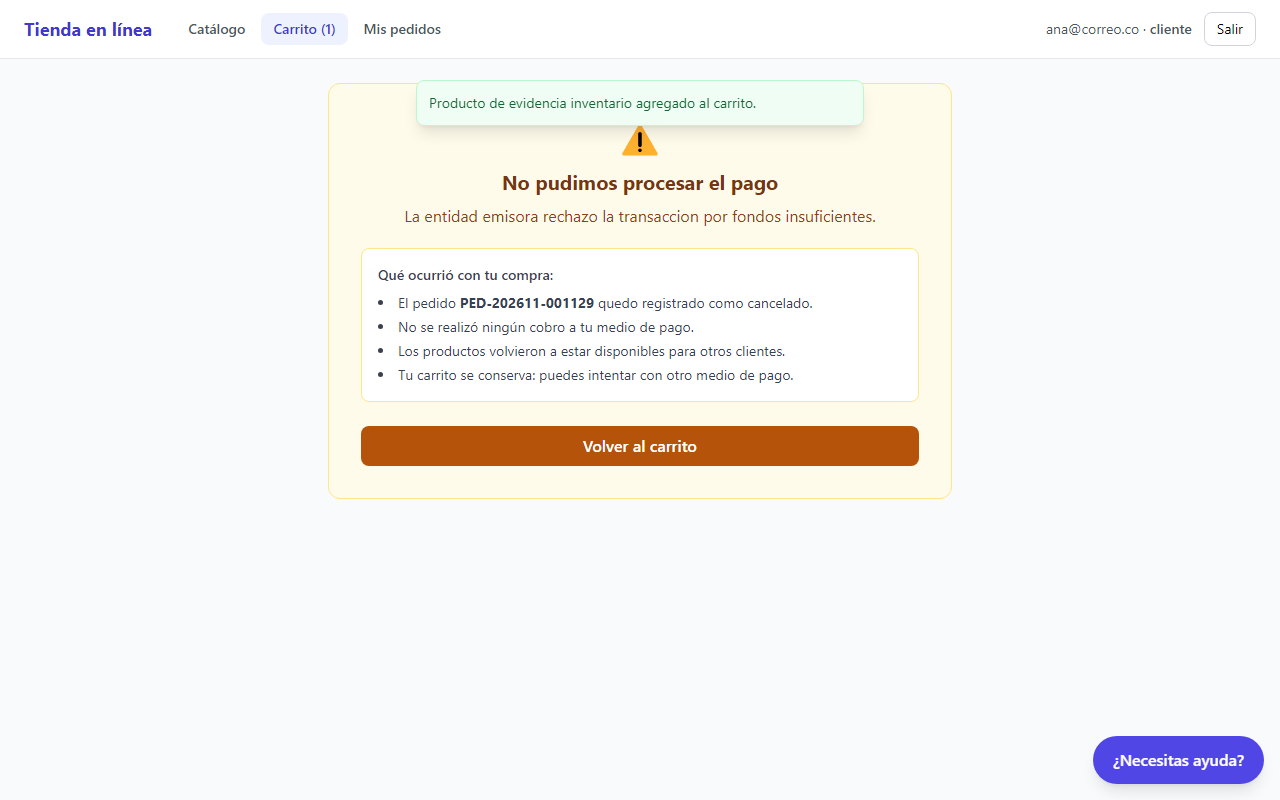 Tienda en línea
Catálogo
Carrito (1)
Mis pedidos
ana@correo.co · cliente
Salir
Producto de evidencia inventario agregado al carrito.
No pudimos procesar el pago
La entidad emisora rechazo la transaccion por fondos insuficientes.
Qué ocurrió con tu compra:
El pedido PED-202611-001129 quedo registrado como cancelado.
No se realizó ningún cobro a tu medio de pago.
Los productos volvieron a estar disponibles para otros clientes.
Tu carrito se conserva: puedes intentar con otro medio de pago.
Volver al carrito
¿Necesitas ayuda?